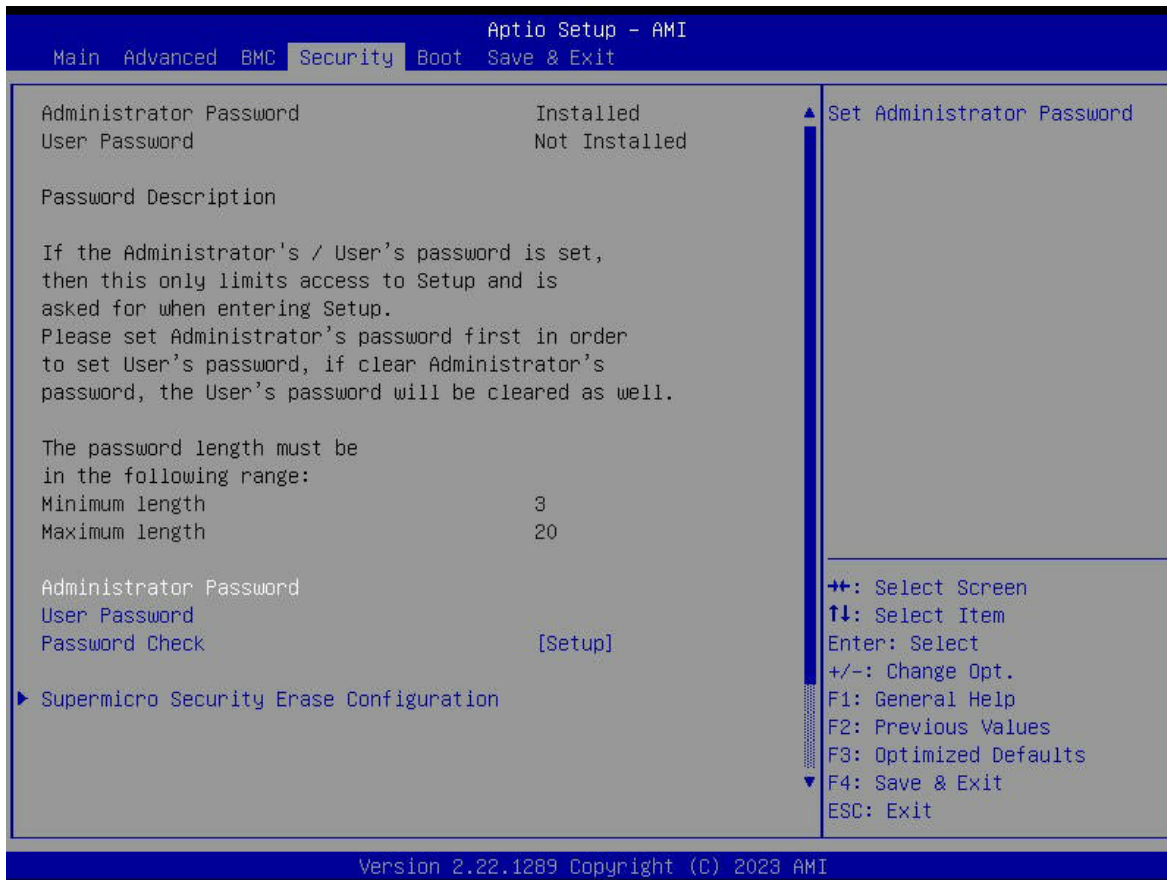 Aptio Setup – AMI
Main Advanced BMC Security Boot Save & Exit
Administrator Password Installed
User Password Not Installed
Password Description
If the Administrator's / User's password is set,
then this only limits access to Setup and is
asked for when entering Setup.
Please set Administrator's password first in order
to set User's password, if clear Administrator's
password, the User's password will be cleared as well.
The password length must be
in the following range:
Minimum length 3
Maximum length 20
Administrator Password
User Password
Password Check [Setup]
Supermicro Security Erase Configuration
Set Administrator Password
→←: Select Screen
↑↓: Select Item
Enter: Select
+/-: Change Opt.
F1: General Help
F2: Previous Values
F3: Optimized Defaults
F4: Save & Exit
ESC: Exit
Version 2.22.1289 Copyright (C) 2023 AMI